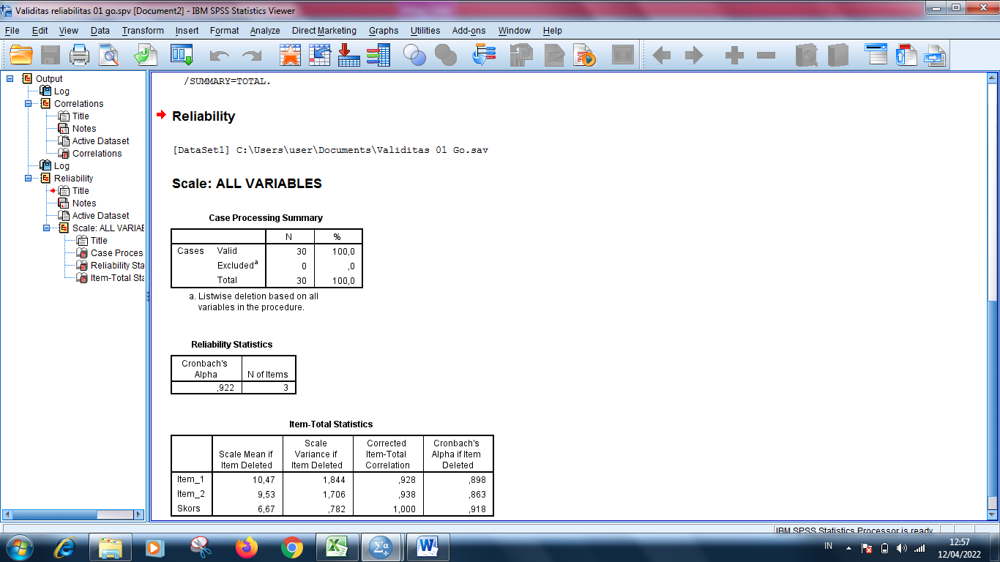 Validitas reliabilitas 01 go.spv [Document2] - IBM SPSS Statistics Viewer
File Edit View Data Transform Insert Format Analyze Direct Marketing Graphs Utilities Add-ons Window Help
Output
Log
Correlations
Title
Notes
Active Dataset
Correlations
Log
Reliability
Title
Notes
Active Dataset
Scale: ALL VARIAE
Title
Case Proces
Reliability Sta
Item-Total Sta
/SUMMARY=TOTAL.
Reliability
[DataSet1] C:\Users\user\Documents\Validitas 01 Go.sav
Scale: ALL VARIABLES
Case Processing Summary
N %
Cases Valid 30 100,0
Excludedª 0 ,0
Total 30 100,0
a. Listwise deletion based on all
variables in the procedure.
Reliability Statistics
Cronbach's
Alpha N of Items
,922 3
Item-Total Statistics
Scale Mean if Item Deleted Scale Variance if Item Deleted Corrected Item-Total Correlation Cronbach's Alpha if Item Deleted
Item_1 10,47 1,844 ,928 ,898
Item_2 9,53 1,706 ,938 ,863
Skors 6,67 ,782 1,000 ,918
IBM SPSS Statistics Processor is ready
IN
12:57
12/04/2022